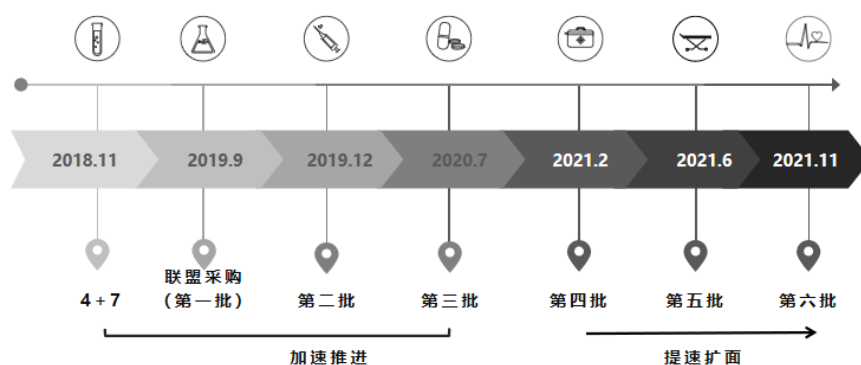 2018.11
2019.9
2019.12
2020.7
2021.2
2021.6
2021.11
4+7
联盟采购
(第一批)
第二批
第三批
第四批
第五批
第六批
加速推进
提速扩面